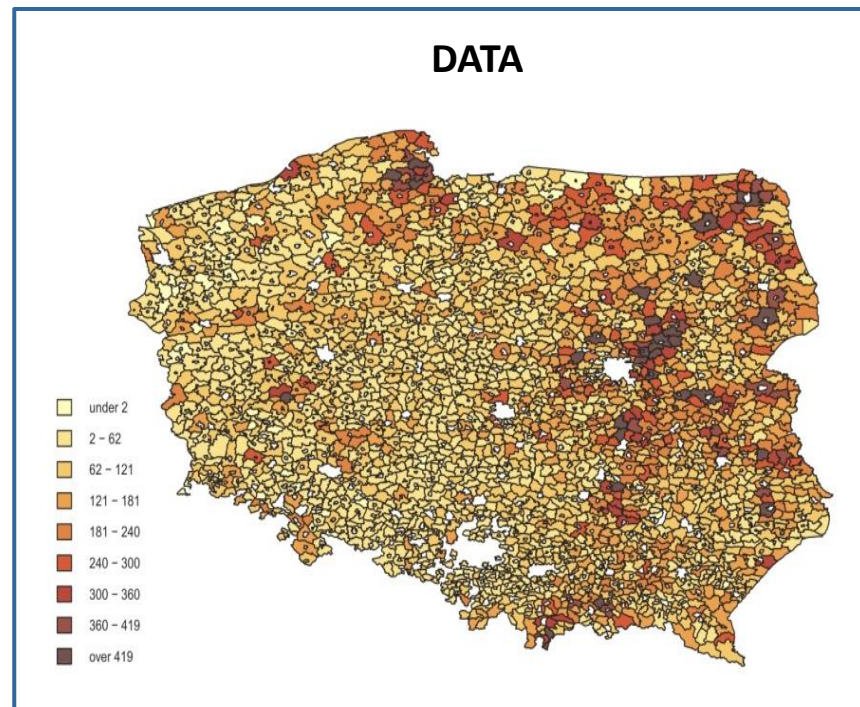 DATA
under 2
2 – 62
62 – 121
121 – 181
181 – 240
240 – 300
300 – 360
360 – 419
over 419